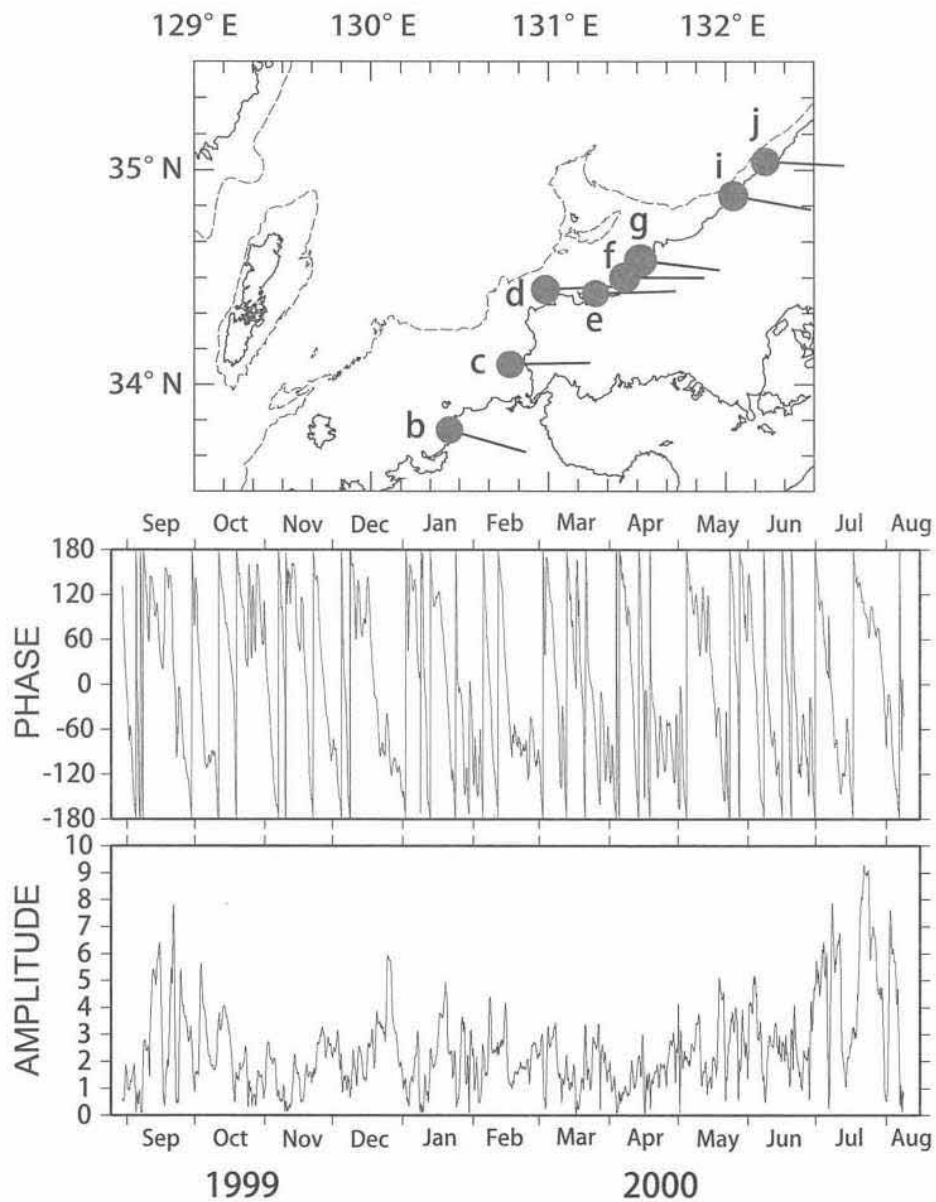 129° E 130° E 131° E 132° E
35° N
34° N
j
i
g
f
d
e
c
b
Sep Oct Nov Dec Jan Feb Mar Apr May Jun Jul Aug
180
120
60
0
-60
-120
-180
PHASE
10
9
8
7
6
5
4
3
2
1
0
AMPLITUDE
Sep Oct Nov Dec Jan Feb Mar Apr May Jun Jul Aug
1999 2000